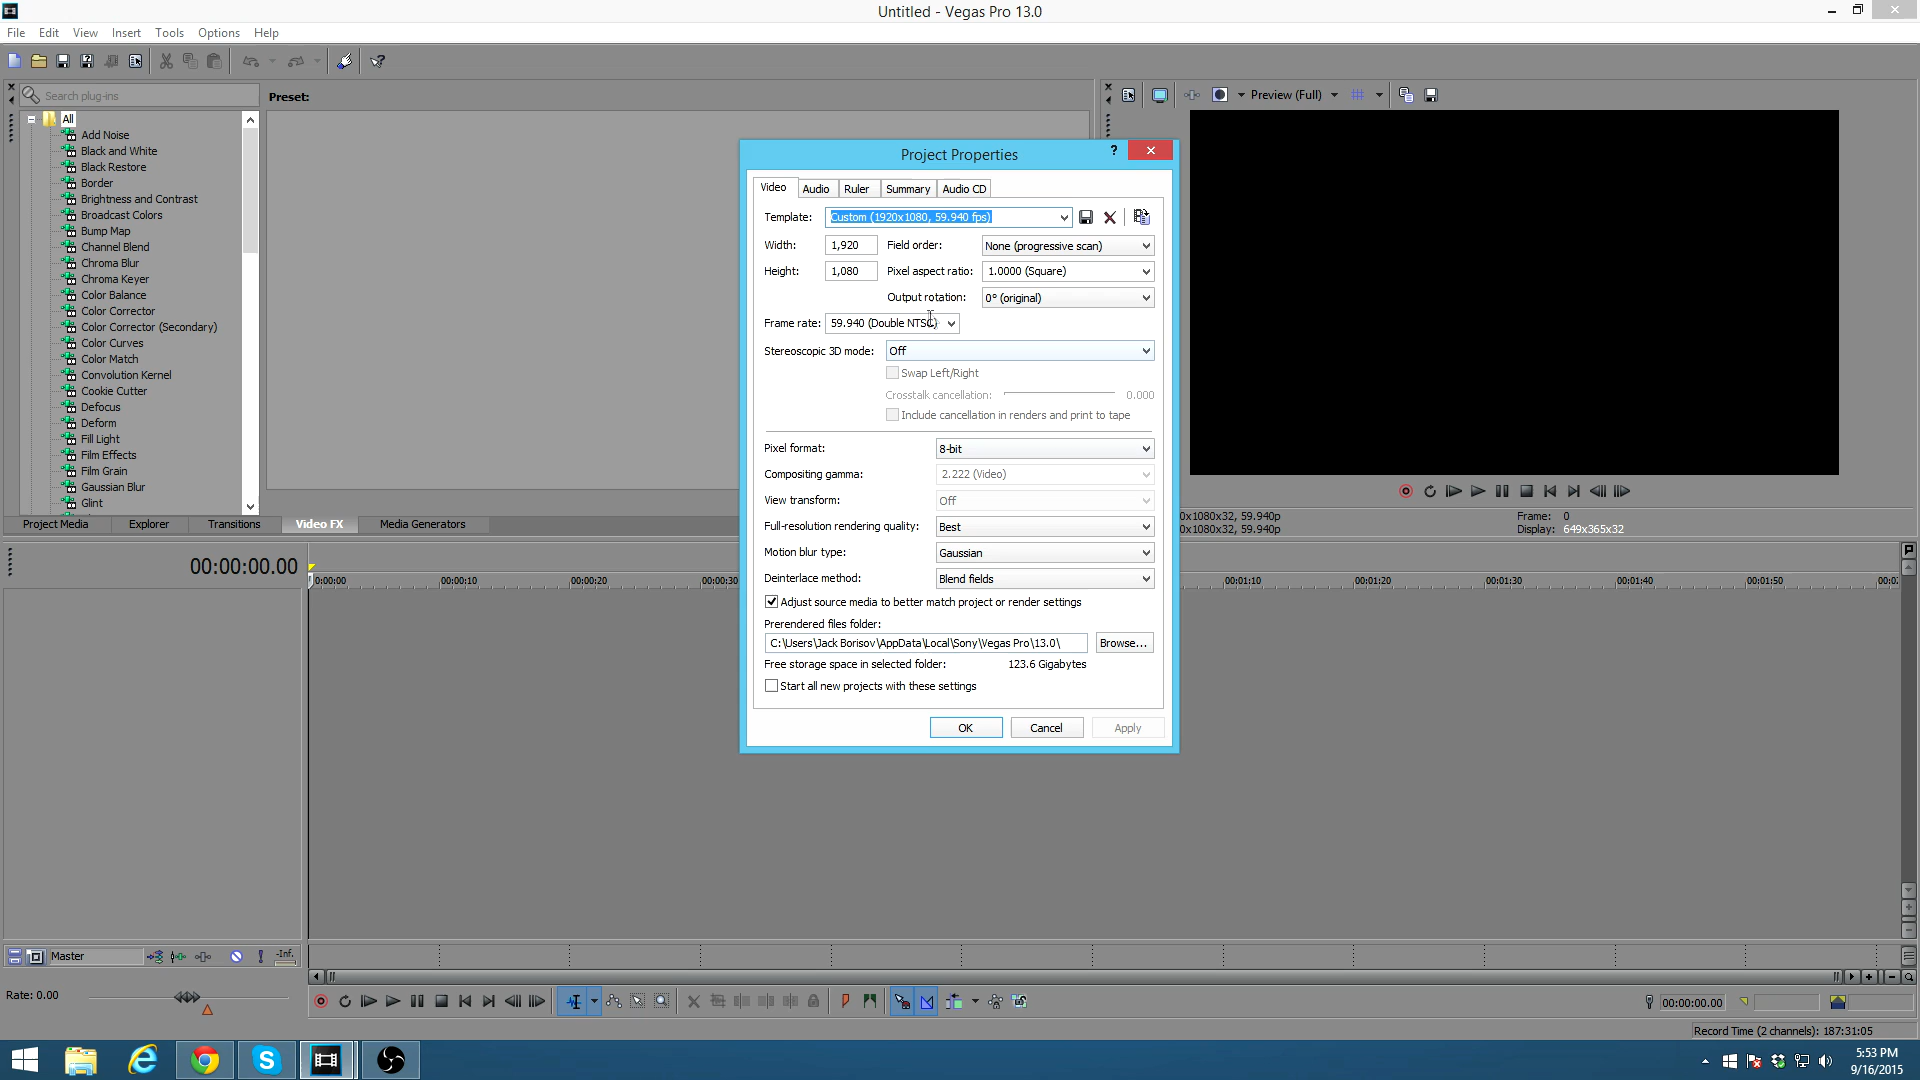 Untitled - Vegas Pro 13.0
File Edit View Insert Tools Options Help
Search plug-ins
Preset:
Preview (Full)
All
Add Noise
Black and White
Black Restore
Border
Brightness and Contrast
Broadcast Colors
Bump Map
Channel Blend
Chroma Blur
Chroma Keyer
Color Balance
Color Corrector
Color Corrector (Secondary)
Color Curves
Color Match
Convolution Kernel
Cookie Cutter
Defocus
Deform
Fill Light
Film Effects
Film Grain
Gaussian Blur
Glint
Project Media Explorer Transitions Video FX Media Generators
Project Properties
?
Video Audio Ruler Summary Audio CD
Template: Custom (1920x1080, 59.940 fps)
Width: 1,920 Field order: None (progressive scan)
Height: 1,080 Pixel aspect ratio: 1.0000 (Square)
Output rotation: 0° (original)
Frame rate: 59.940 (Double NTSC)
Stereoscopic 3D mode: Off
Swap Left/Right
Crosstalk cancellation: 0.000
Include cancellation in renders and print to tape
Pixel format: 8-bit
Compositing gamma: 2.222 (Video)
View transform: Off
Full-resolution rendering quality: Best
Motion blur type: Gaussian
Deinterlace method: Blend fields
Adjust source media to better match project or render settings
Prerendered files folder:
C:\Users\Jack Borisov\AppData\Local\Sony\Vegas Pro\13.0\ Browse...
Free storage space in selected folder: 123.6 Gigabytes
Start all new projects with these settings
OK Cancel Apply
0x1080x32, 59.940p Frame: 0
0x1080x32, 59.940p Display: 649x365x32
00:00:00.00
0:00:00 00:00:10 00:00:20 00:00:30 00:01:10 00:01:20 00:01:30 00:01:40 00:01:50 00:02:
Master -Inf.
Rate: 0.00
00:00:00.00
Record Time (2 channels): 187:31:05
5:53 PM
9/16/2015